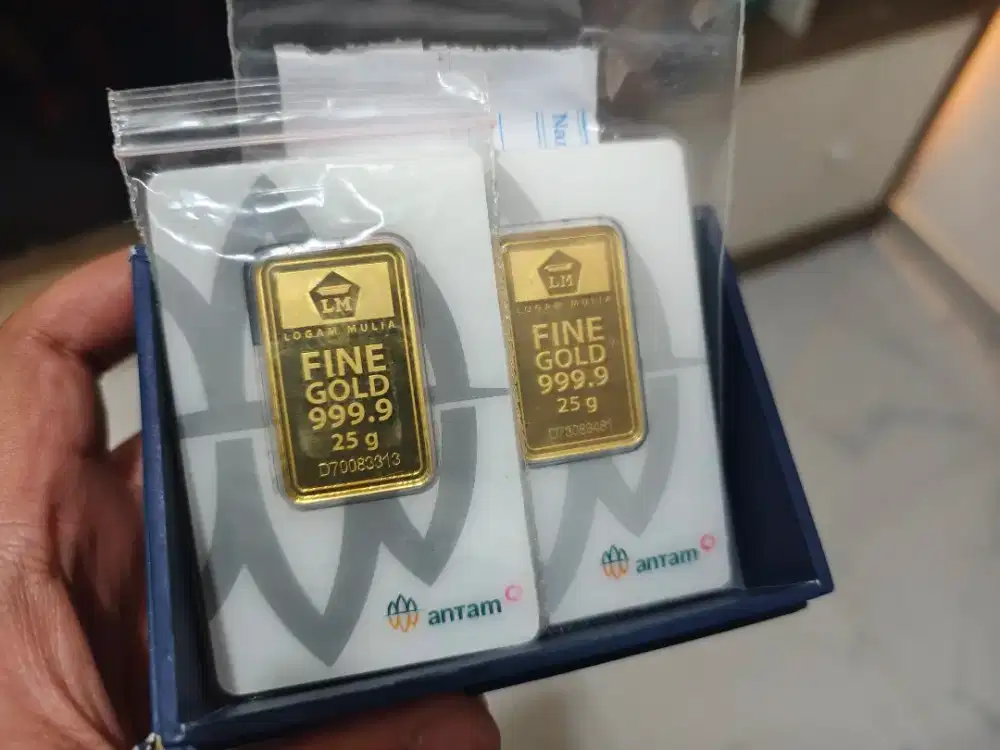 LM
LOGAM MULIA
FINE
GOLD
999.9
25 g
D70083313
antam
LM
LOGAM MULIA
FINE
GOLD
999.9
25 g
antam